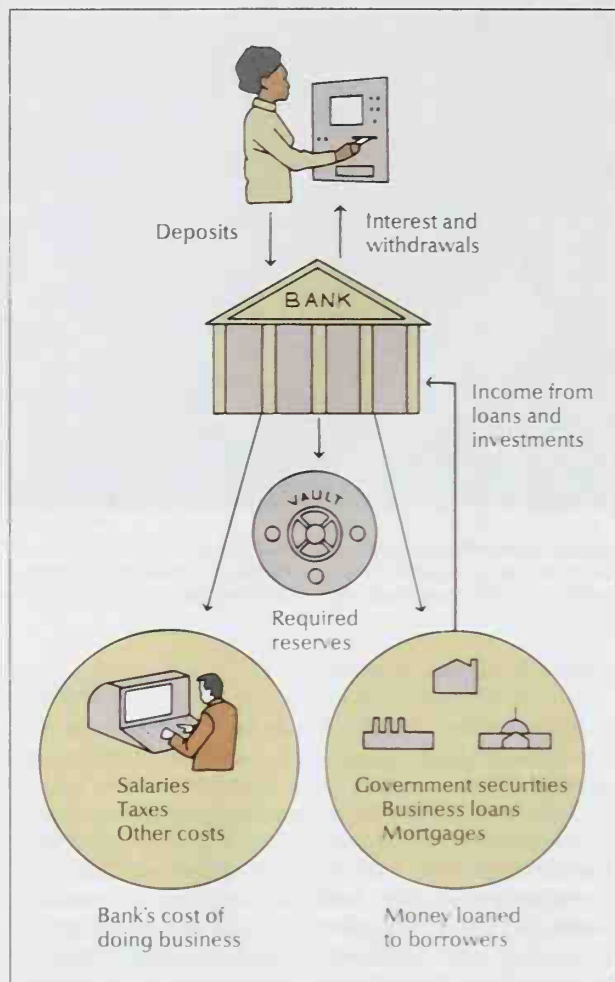 Deposits
Interest and
withdrawals
BANK
Income from
loans and
investments
VAULT
Required
reserves
Salaries
Taxes
Other costs
Government securities
Business loans
Mortgages
Bank's cost of
doing business
Money loaned
to borrowers